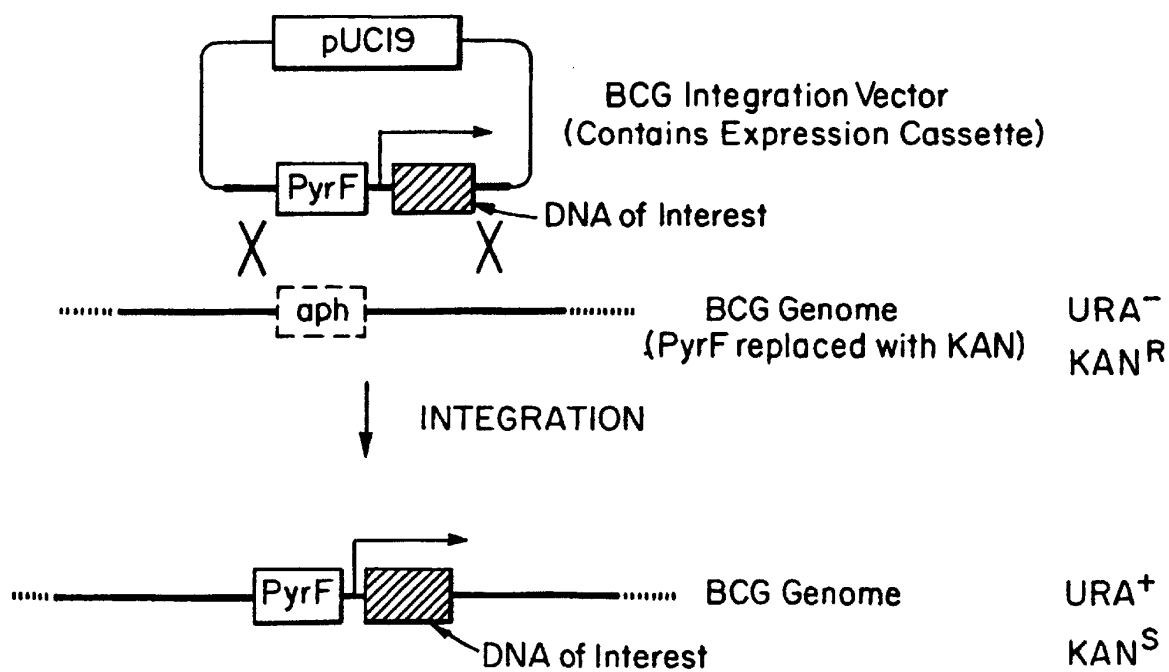 pUC19
BCG Integration Vector
(Contains Expression Cassette)
PyrF
DNA of Interest
aph
BCG Genome
(PyrF replaced with KAN)
URA⁻
KANᴿ
INTEGRATION
PyrF
BCG Genome
URA⁺
DNA of Interest
KANˢ